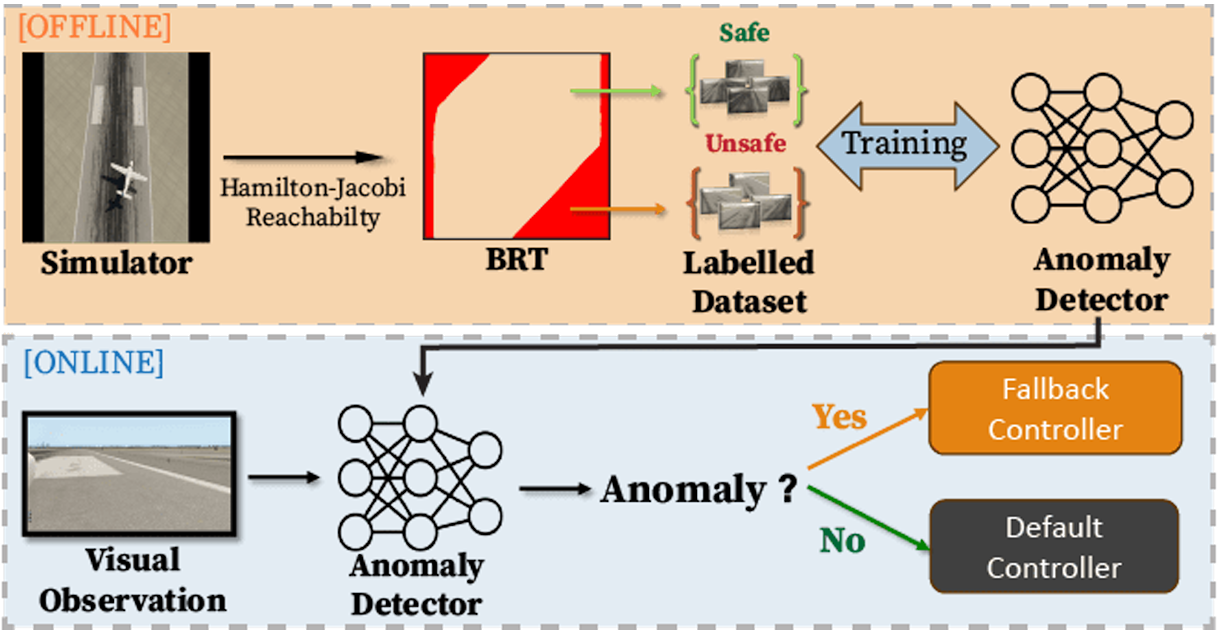 [OFFLINE]
Simulator
Hamilton-Jacobi
Reachabilty
BRT
Safe
Unsafe
Labelled
Dataset
Training
Anomaly
Detector
[ONLINE]
Visual
Observation
Anomaly
Detector
Anomaly ?
Yes
No
Fallback
Controller
Default
Controller